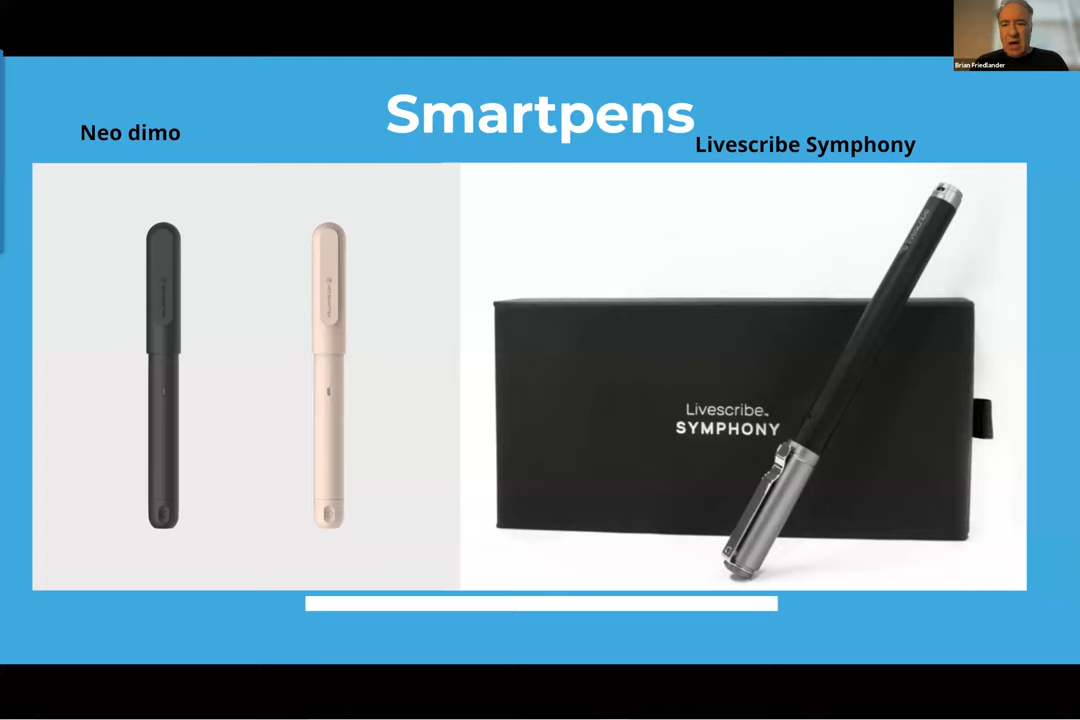 Brian Friedlander
Smartpens
Neo dimo
Livescribe Symphony
Livescribe
SYMPHONY